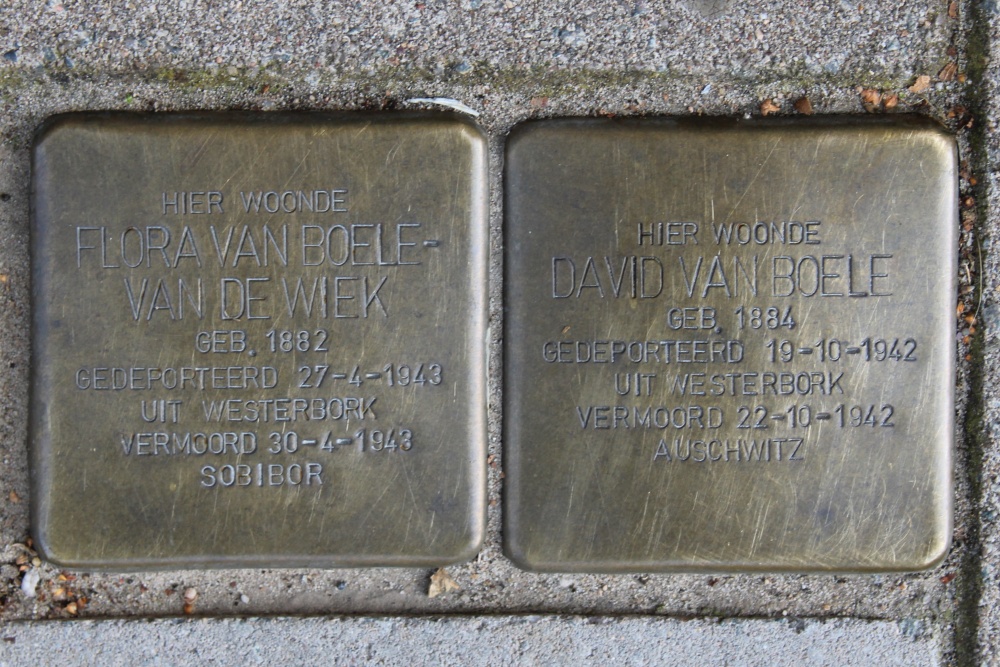 HIER WOONDE
FLORA VAN BOELE-
VAN DE WIEK
GEB. 1882
GEDEPORTEERD 27-4-1943
UIT WESTERBORK
VERMOORD 30-4-1943
SOBIBOR
HIER WOONDE
DAVID VAN BOELE
GEB. 1884
GEDEPORTEERD 19-10-1942
UIT WESTERBORK
VERMOORD 22-10-1942
AUSCHWITZ